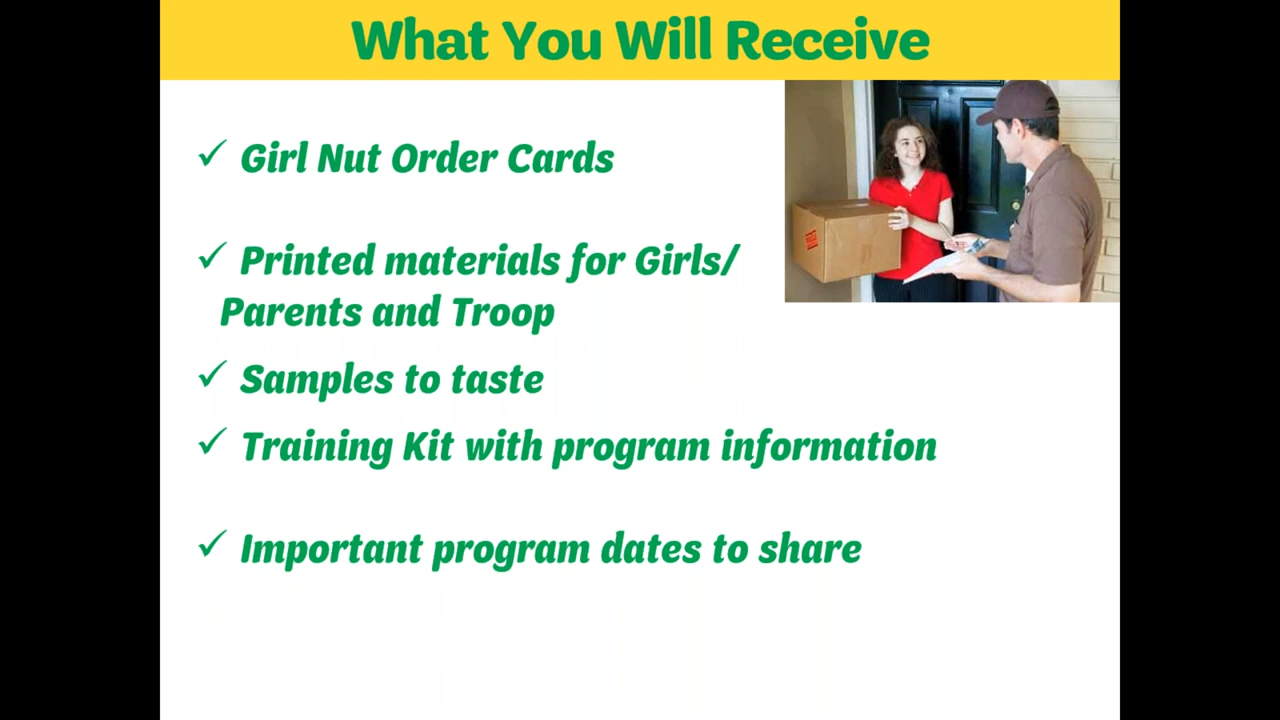 What You Will Receive
✓ Girl Nut Order Cards
✓ Printed materials for Girls/
Parents and Troop
✓ Samples to taste
✓ Training Kit with program information
✓ Important program dates to share